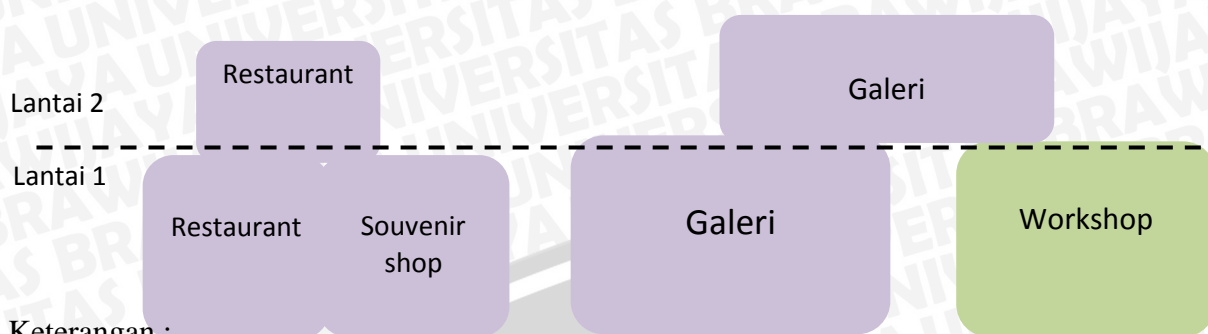 Restaurant
Galeri
Lantai 2
Lantai 1
Restaurant
Souvenir
shop
Galeri
Workshop
Keterangan :